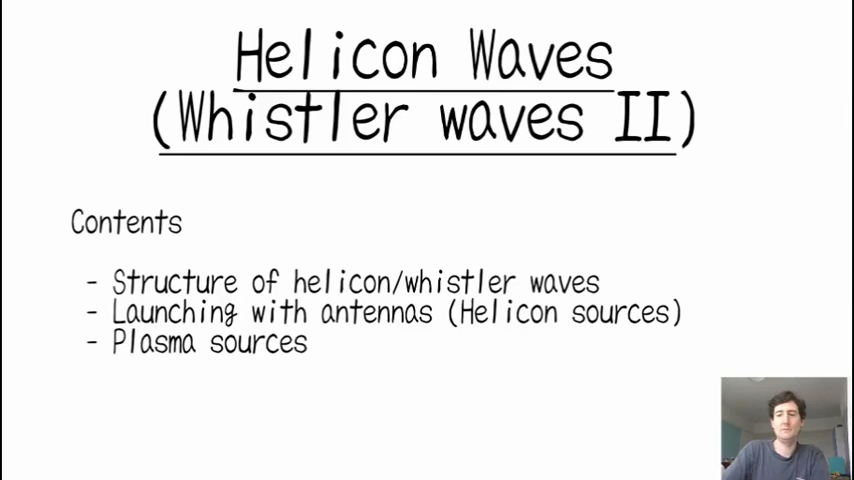 Helicon Waves
(Whistler waves II)
Contents
- Structure of helicon/whistler waves
- Launching with antennas (Helicon sources)
- Plasma sources